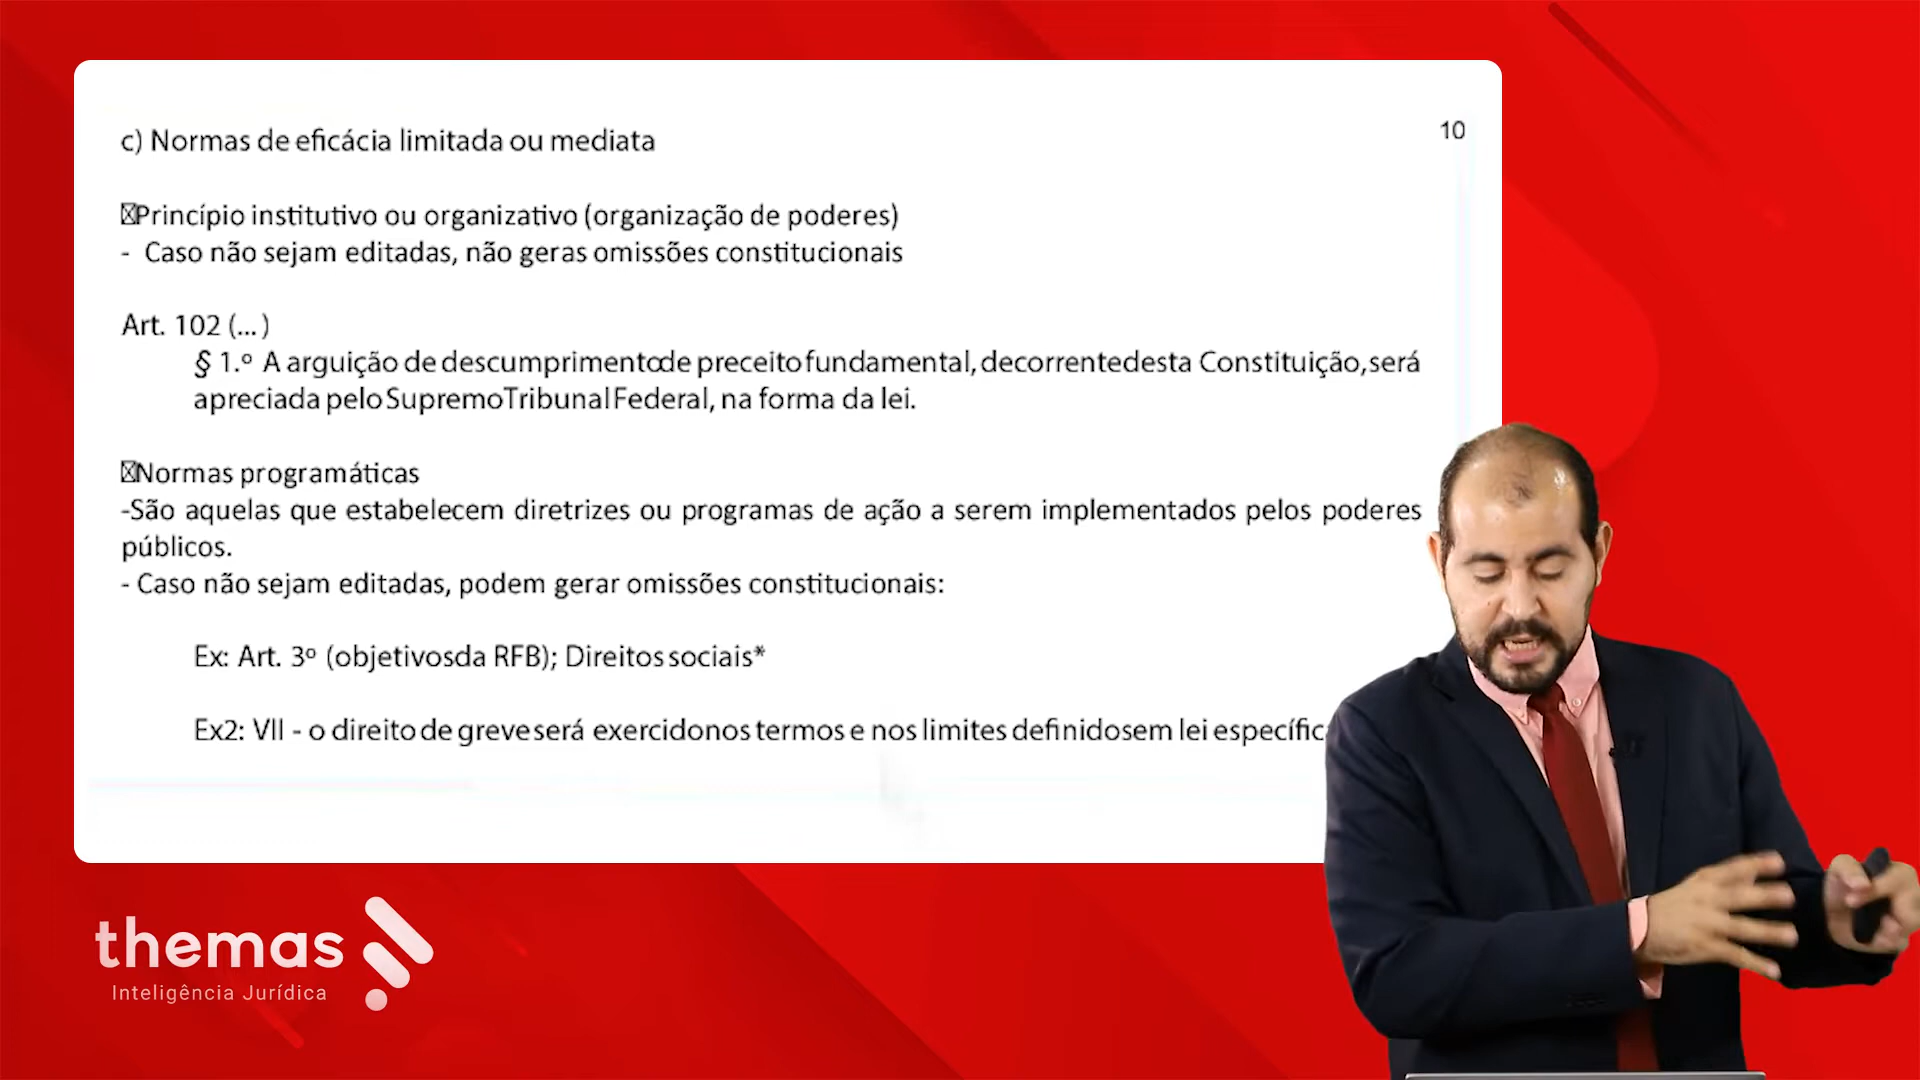 10
c) Normas de eficácia limitada ou mediata
Princípio institutivo ou organizativo (organização de poderes)
- Caso não sejam editadas, não geras omissões constitucionais
Art. 102 (...)
§ 1.º A arguição de descumprimentode preceito fundamental, decorrentedesta Constituição,será
apreciada pelo SupremoTribunalFederal, na forma da lei.
Normas programáticas
-São aquelas que estabelecem diretrizes ou programas de ação a serem implementados pelos poderes
públicos.
- Caso não sejam editadas, podem gerar omissões constitucionais:
Ex: Art. 3º (objetivosda RFB); Direitos sociais*
Ex2: VII - o direito de greve será exercidonos termos e nos limites definidosem lei específic
themas
Inteligência Jurídica